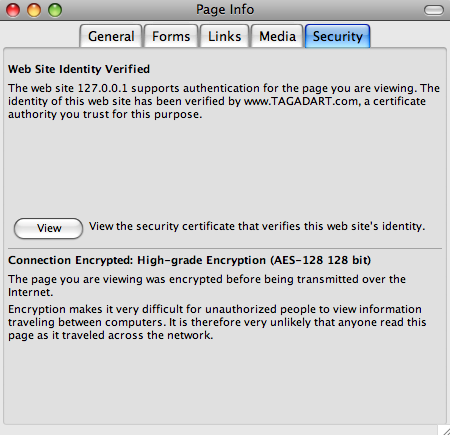 Page Info
General Forms Links Media Security
Web Site Identity Verified
The web site 127.0.0.1 supports authentication for the page you are viewing. The
identity of this web site has been verified by www.TAGADART.com, a certificate
authority you trust for this purpose.
View View the security certificate that verifies this web site's identity.
Connection Encrypted: High-grade Encryption (AES-128 128 bit)
The page you are viewing was encrypted before being transmitted over the
Internet.
Encryption makes it very difficult for unauthorized people to view information
traveling between computers. It is therefore very unlikely that anyone read this
page as it traveled across the network.